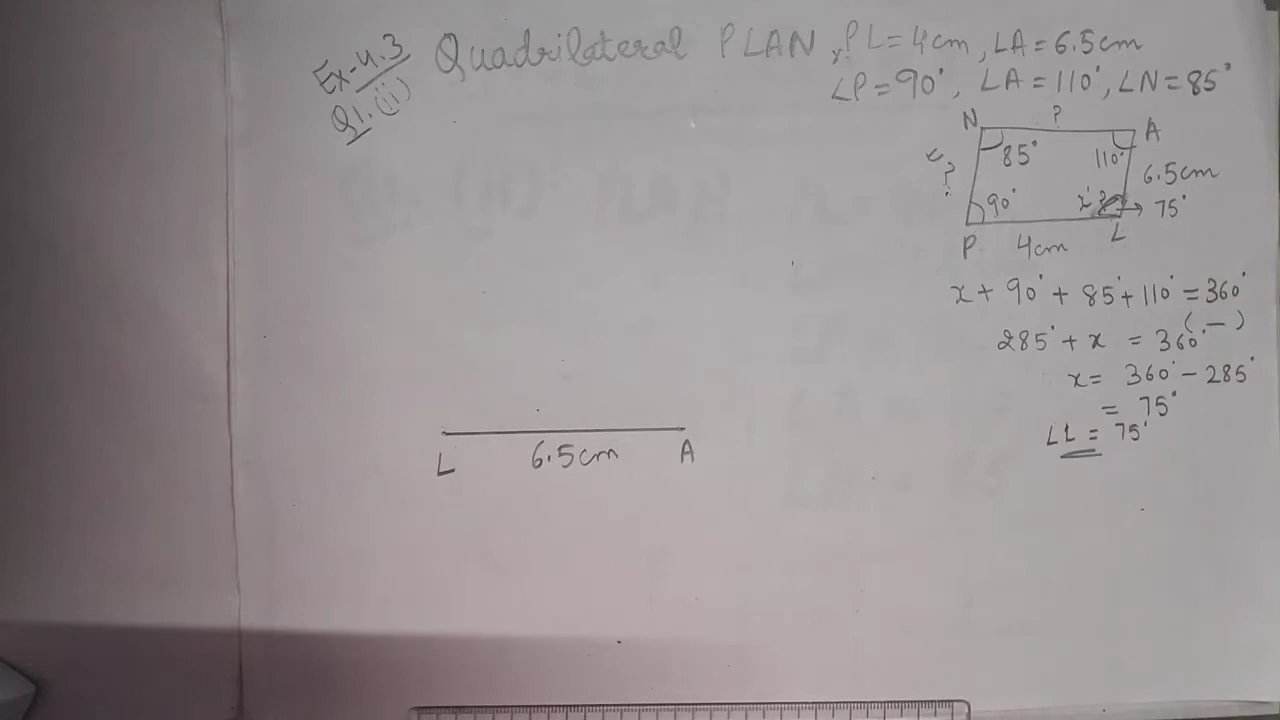 Ex-4.3
Q1.(ii)
Quadrilateral PLAN, PL = 4cm, LA = 6.5cm
∠P = 90°, ∠A = 110°, ∠N = 85°
N ? A
85° 110°
? 6.5cm
90° x° 75°
P 4cm L
x + 90° + 85° + 110° = 360°
(-)
285° + x = 360°
x = 360° - 285°
= 75°
∠L = 75°
L 6.5cm A